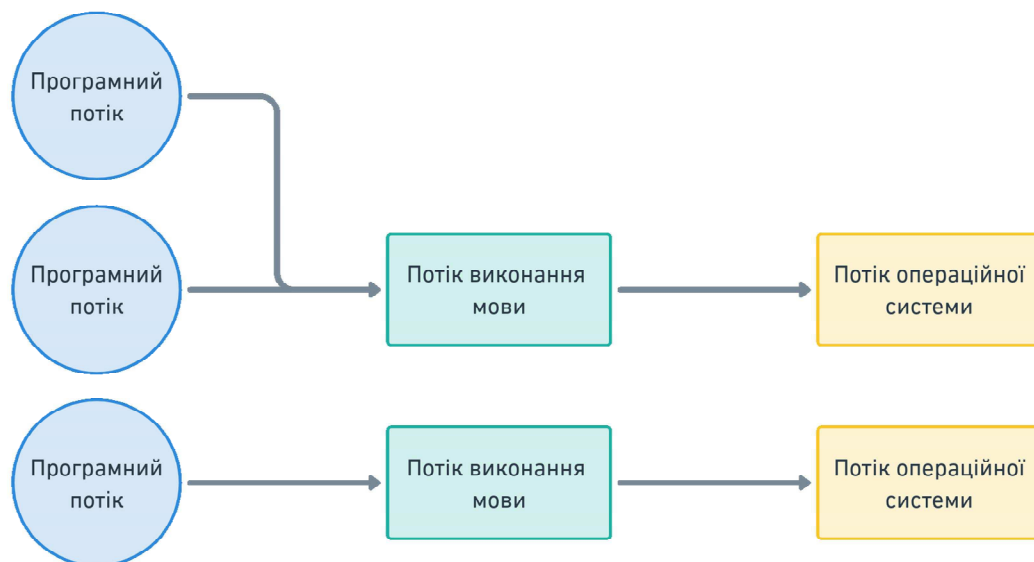 Програмний
потік
Програмний
потік
Потік виконання
мови
Потік операційної
системи
Програмний
потік
Потік виконання
мови
Потік операційної
системи